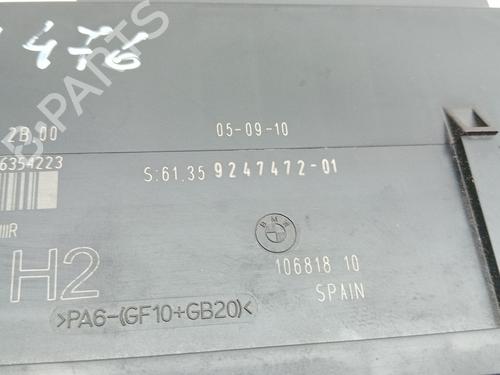 476
2B.00
05-09-10
6354223
S:61.35 9247472-01
BMW
H2
106818 10
SPAIN
>PA6-(GF10+GB20)<
B-PARTS